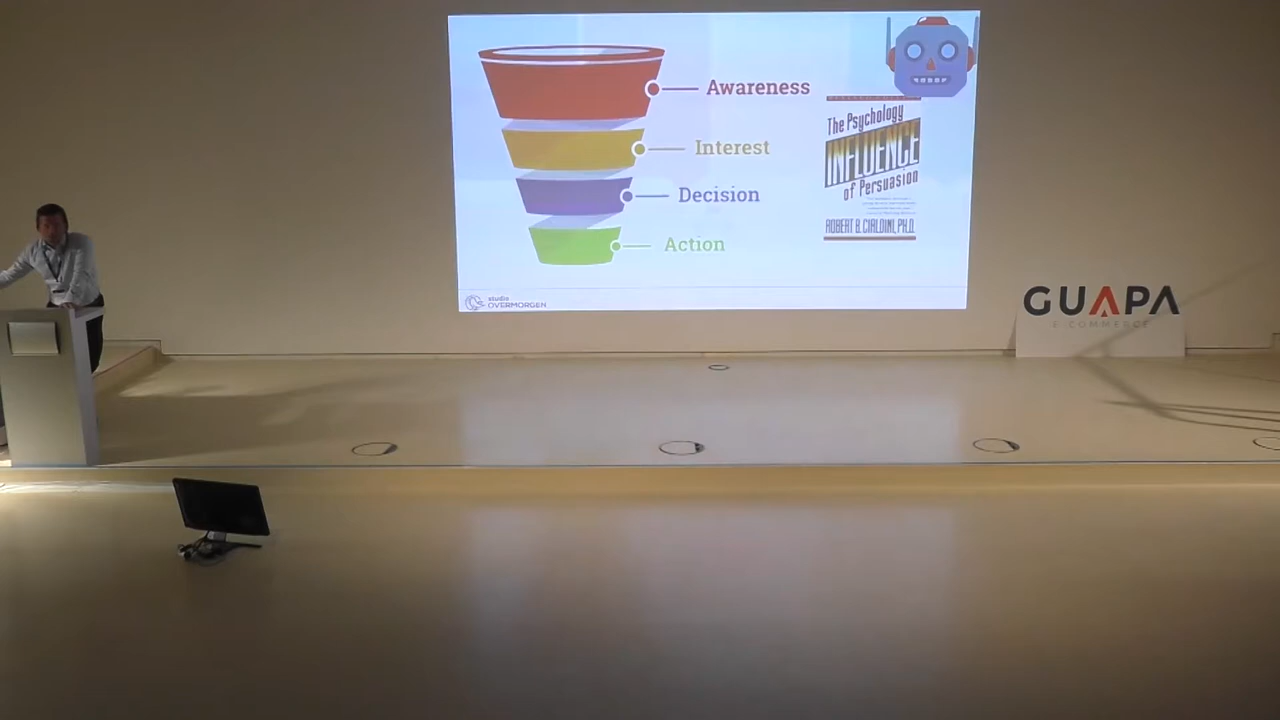 Awareness
Interest
Decision
Action
The Psychology
INFLUENCE
of Persuasion
ROBERT B. CIALDINI, PH.D.
studio
OVERMORGEN
GUAPA
E-COMMERCE